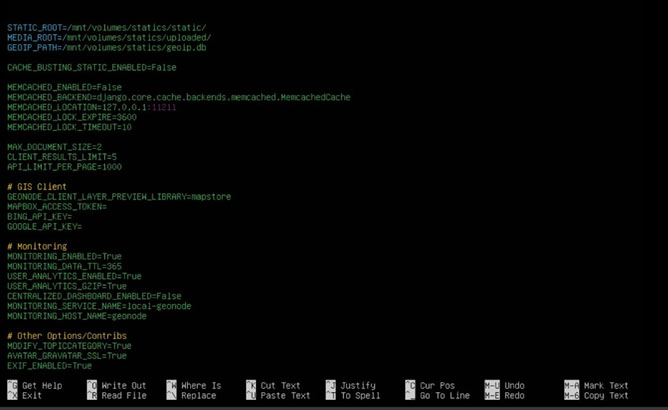 STATIC_ROOT=/mnt/volumes/statics/static/
MEDIA_ROOT=/mnt/volumes/statics/uploaded/
GEOIP_PATH=/mnt/volumes/statics/geoip.db
CACHE_BUSTING_STATIC_ENABLED=False
MEMCACHED_ENABLED=False
MEMCACHED_BACKEND=django.core.cache.backends.memcached.MemcachedCache
MEMCACHED_LOCATION=127.0.0.1:11211
MEMCACHED_LOCK_EXPIRE=3600
MEMCACHED_LOCK_TIMEOUT=10
MAX_DOCUMENT_SIZE=2
CLIENT_RESULTS_LIMIT=5
API_LIMIT_PER_PAGE=1000
# GIS Client
GEONODE_CLIENT_LAYER_PREVIEW_LIBRARY=mapstore
MAPBOX_ACCESS_TOKEN=
BING_API_KEY=
GOOGLE_API_KEY=
# Monitoring
MONITORING_ENABLED=True
MONITORING_DATA_TTL=365
USER_ANALYTICS_ENABLED=True
USER_ANALYTICS_GZIP=True
CENTRALIZED_DASHBOARD_ENABLED=False
MONITORING_SERVICE_NAME=local-geonode
MONITORING_HOST_NAME=geonode
# Other Options/Contribs
MODIFY_TOPICCATEGORY=True
AVATAR_GRAVATAR_SSL=True
EXIF_ENABLED=True
^G Get Help ^O Write Out ^W Where Is ^K Cut Text ^J Justify ^C Cur Pos M-U Undo M-A Mark Text
^X Exit ^R Read File ^\ Replace ^U Paste Text ^T To Spell ^_ Go To Line M-E Redo M-6 Copy Text